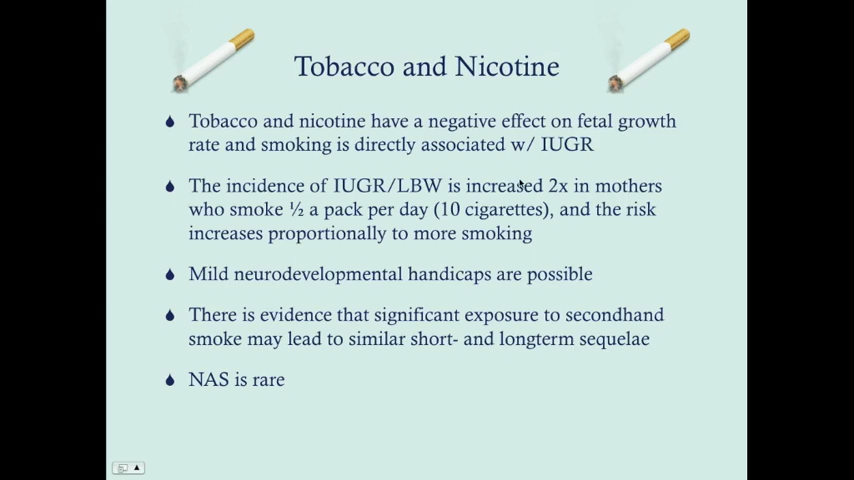 Tobacco and Nicotine
Tobacco and nicotine have a negative effect on fetal growth
rate and smoking is directly associated w/ IUGR
The incidence of IUGR/LBW is increased 2x in mothers
who smoke ½ a pack per day (10 cigarettes), and the risk
increases proportionally to more smoking
Mild neurodevelopmental handicaps are possible
There is evidence that significant exposure to secondhand
smoke may lead to similar short- and longterm sequelae
NAS is rare